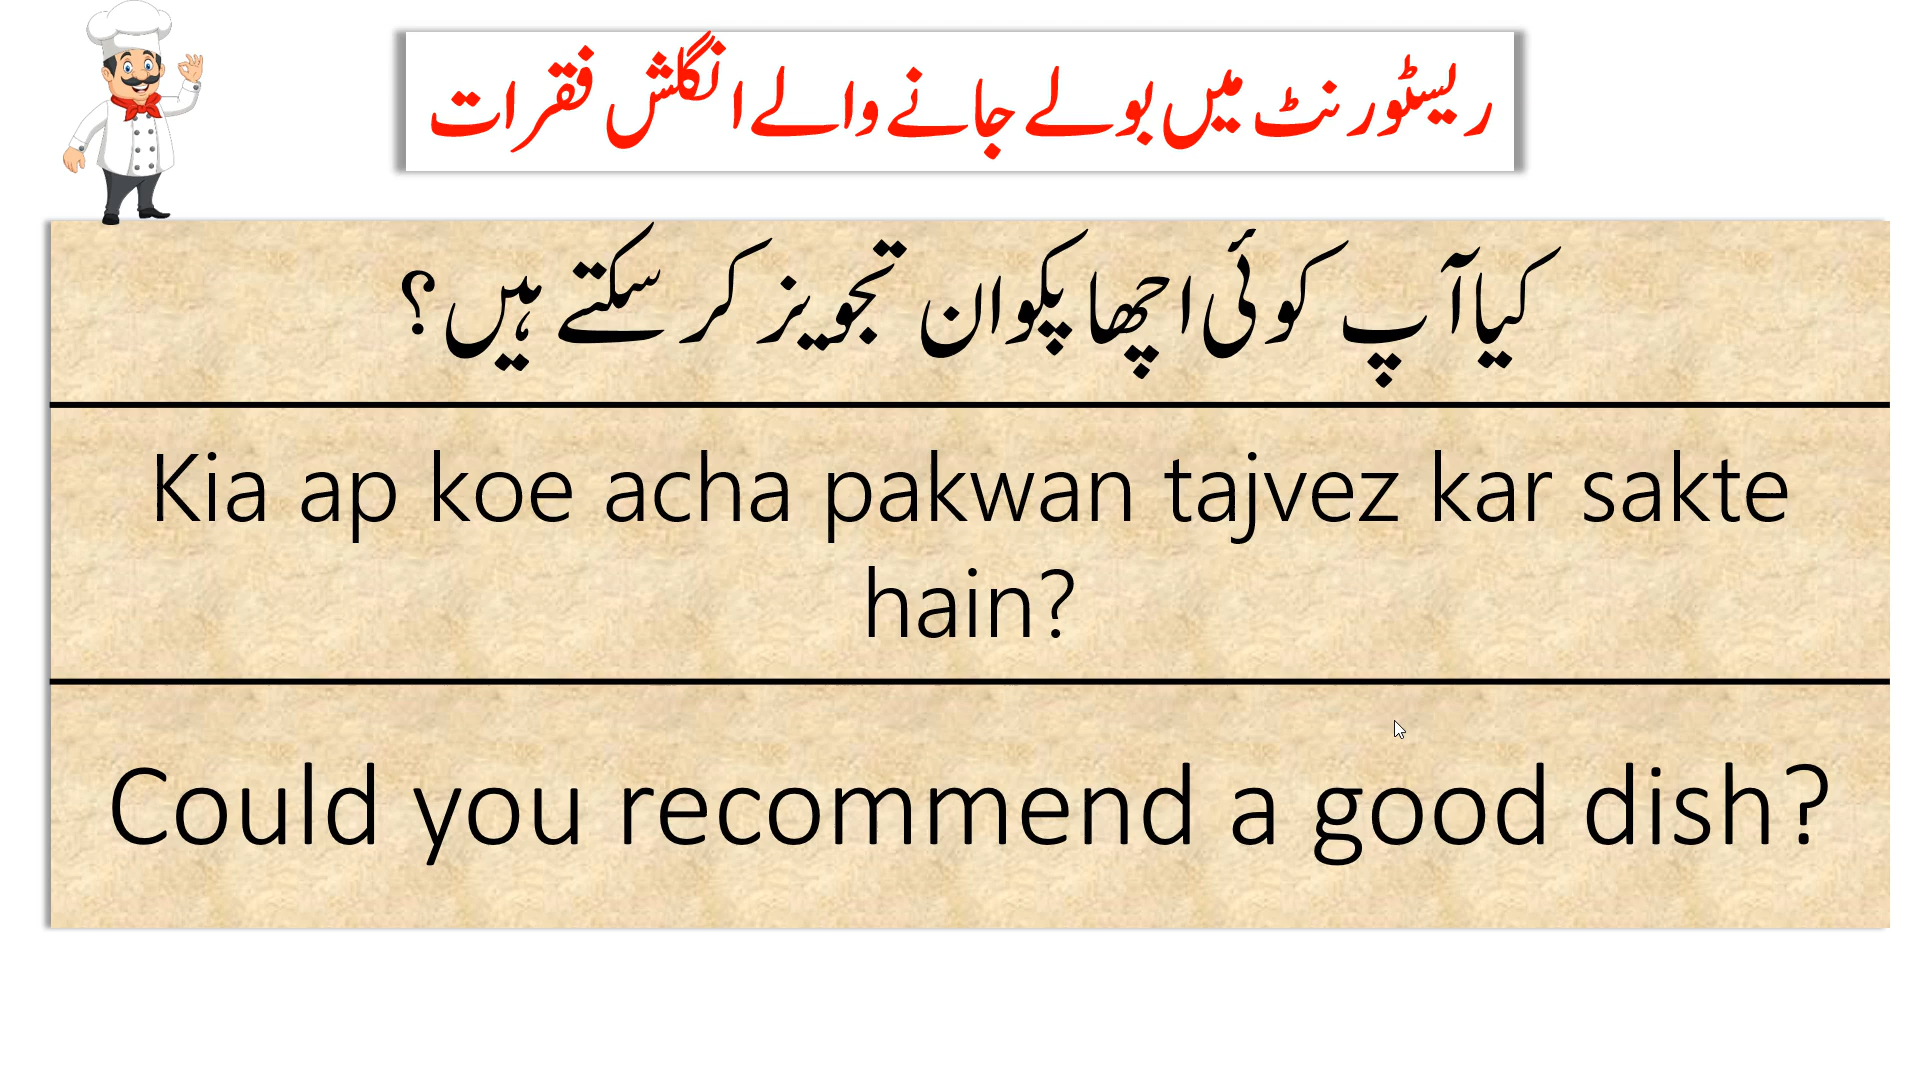 ریسٹورنٹ میں بولے جانے والے انگلش فقرات
کیا آپ کوئی اچھا پکوان تجویز کر سکتے ہیں؟
Kia ap koe acha pakwan tajvez kar sakte
hain?
Could you recommend a good dish?